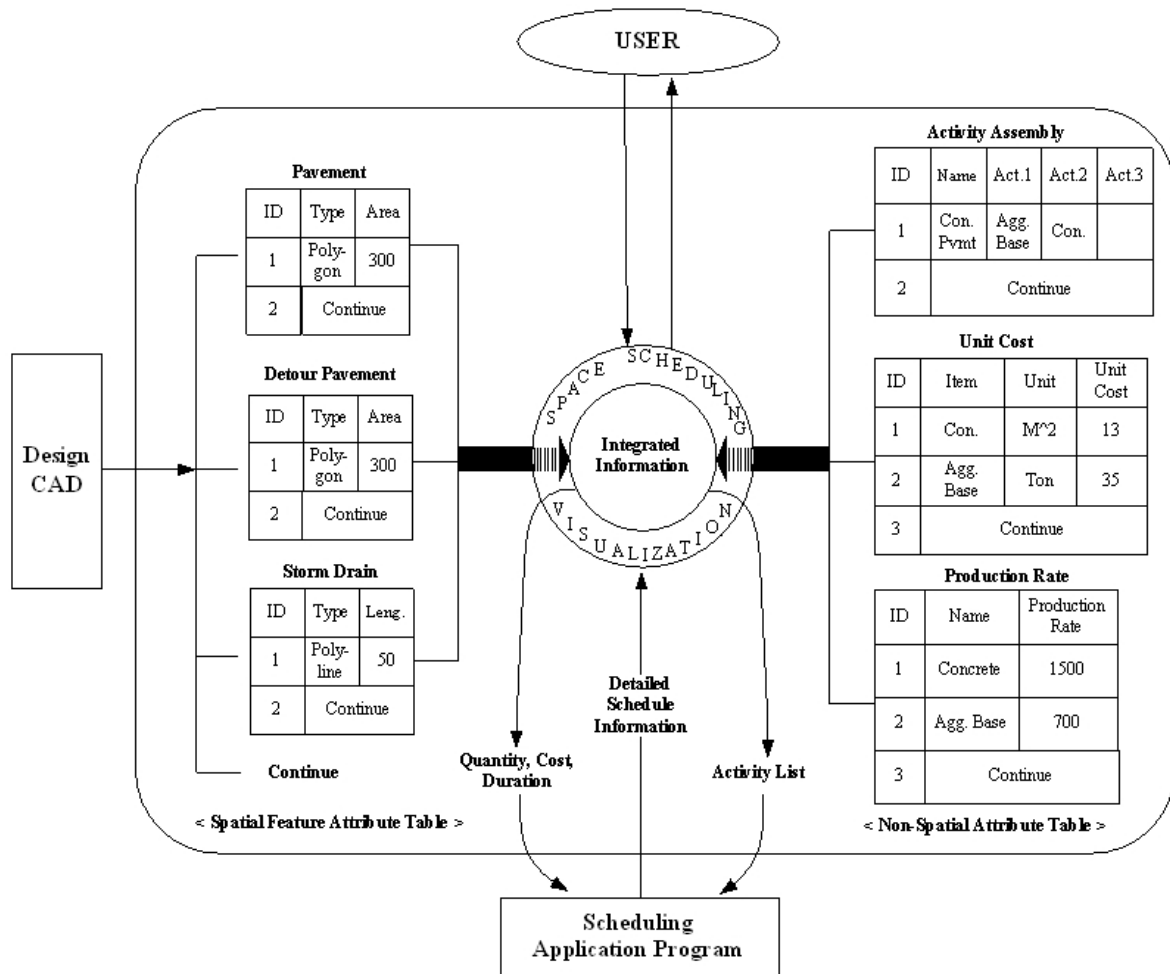 USER
Pavement
ID Type Area
1 Poly-
gon 300
2 Continue
Detour Pavement
ID Type Area
1 Poly-
gon 300
2 Continue
Storm Drain
ID Type Leng.
1 Poly-
line 50
2 Continue
Continue
< Spatial Feature Attribute Table >
Design
CAD
SPACE SCHEDULING
Integrated
Information
VISUALIZATION
Quantity, Cost,
Duration
Detailed
Schedule
Information
Activity List
Activity Assembly
ID Name Act.1 Act.2 Act.3
1 Con.
Pvmt Agg.
Base Con.
2 Continue
Unit Cost
ID Item Unit Unit
Cost
1 Con. M^2 13
2 Agg.
Base Ton 35
3 Continue
Production Rate
ID Name Production
Rate
1 Concrete 1500
2 Agg. Base 700
3 Continue
< Non-Spatial Attribute Table >
Scheduling
Application Program